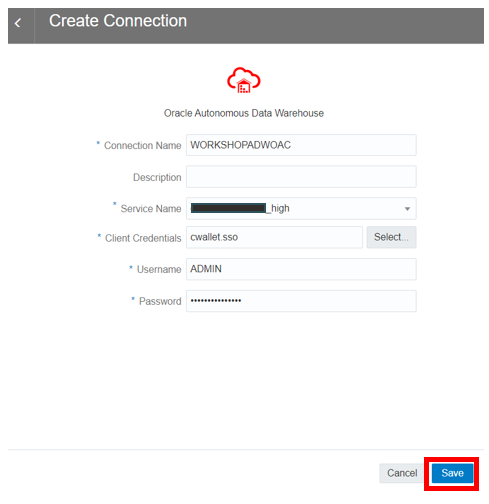 Create Connection
Oracle Autonomous Data Warehouse
* Connection Name WORKSHOPADWOAC
Description
* Service Name _high
* Client Credentials cwallet.sso Select...
* Username ADMIN
* Password •••••••••••••••
Cancel Save